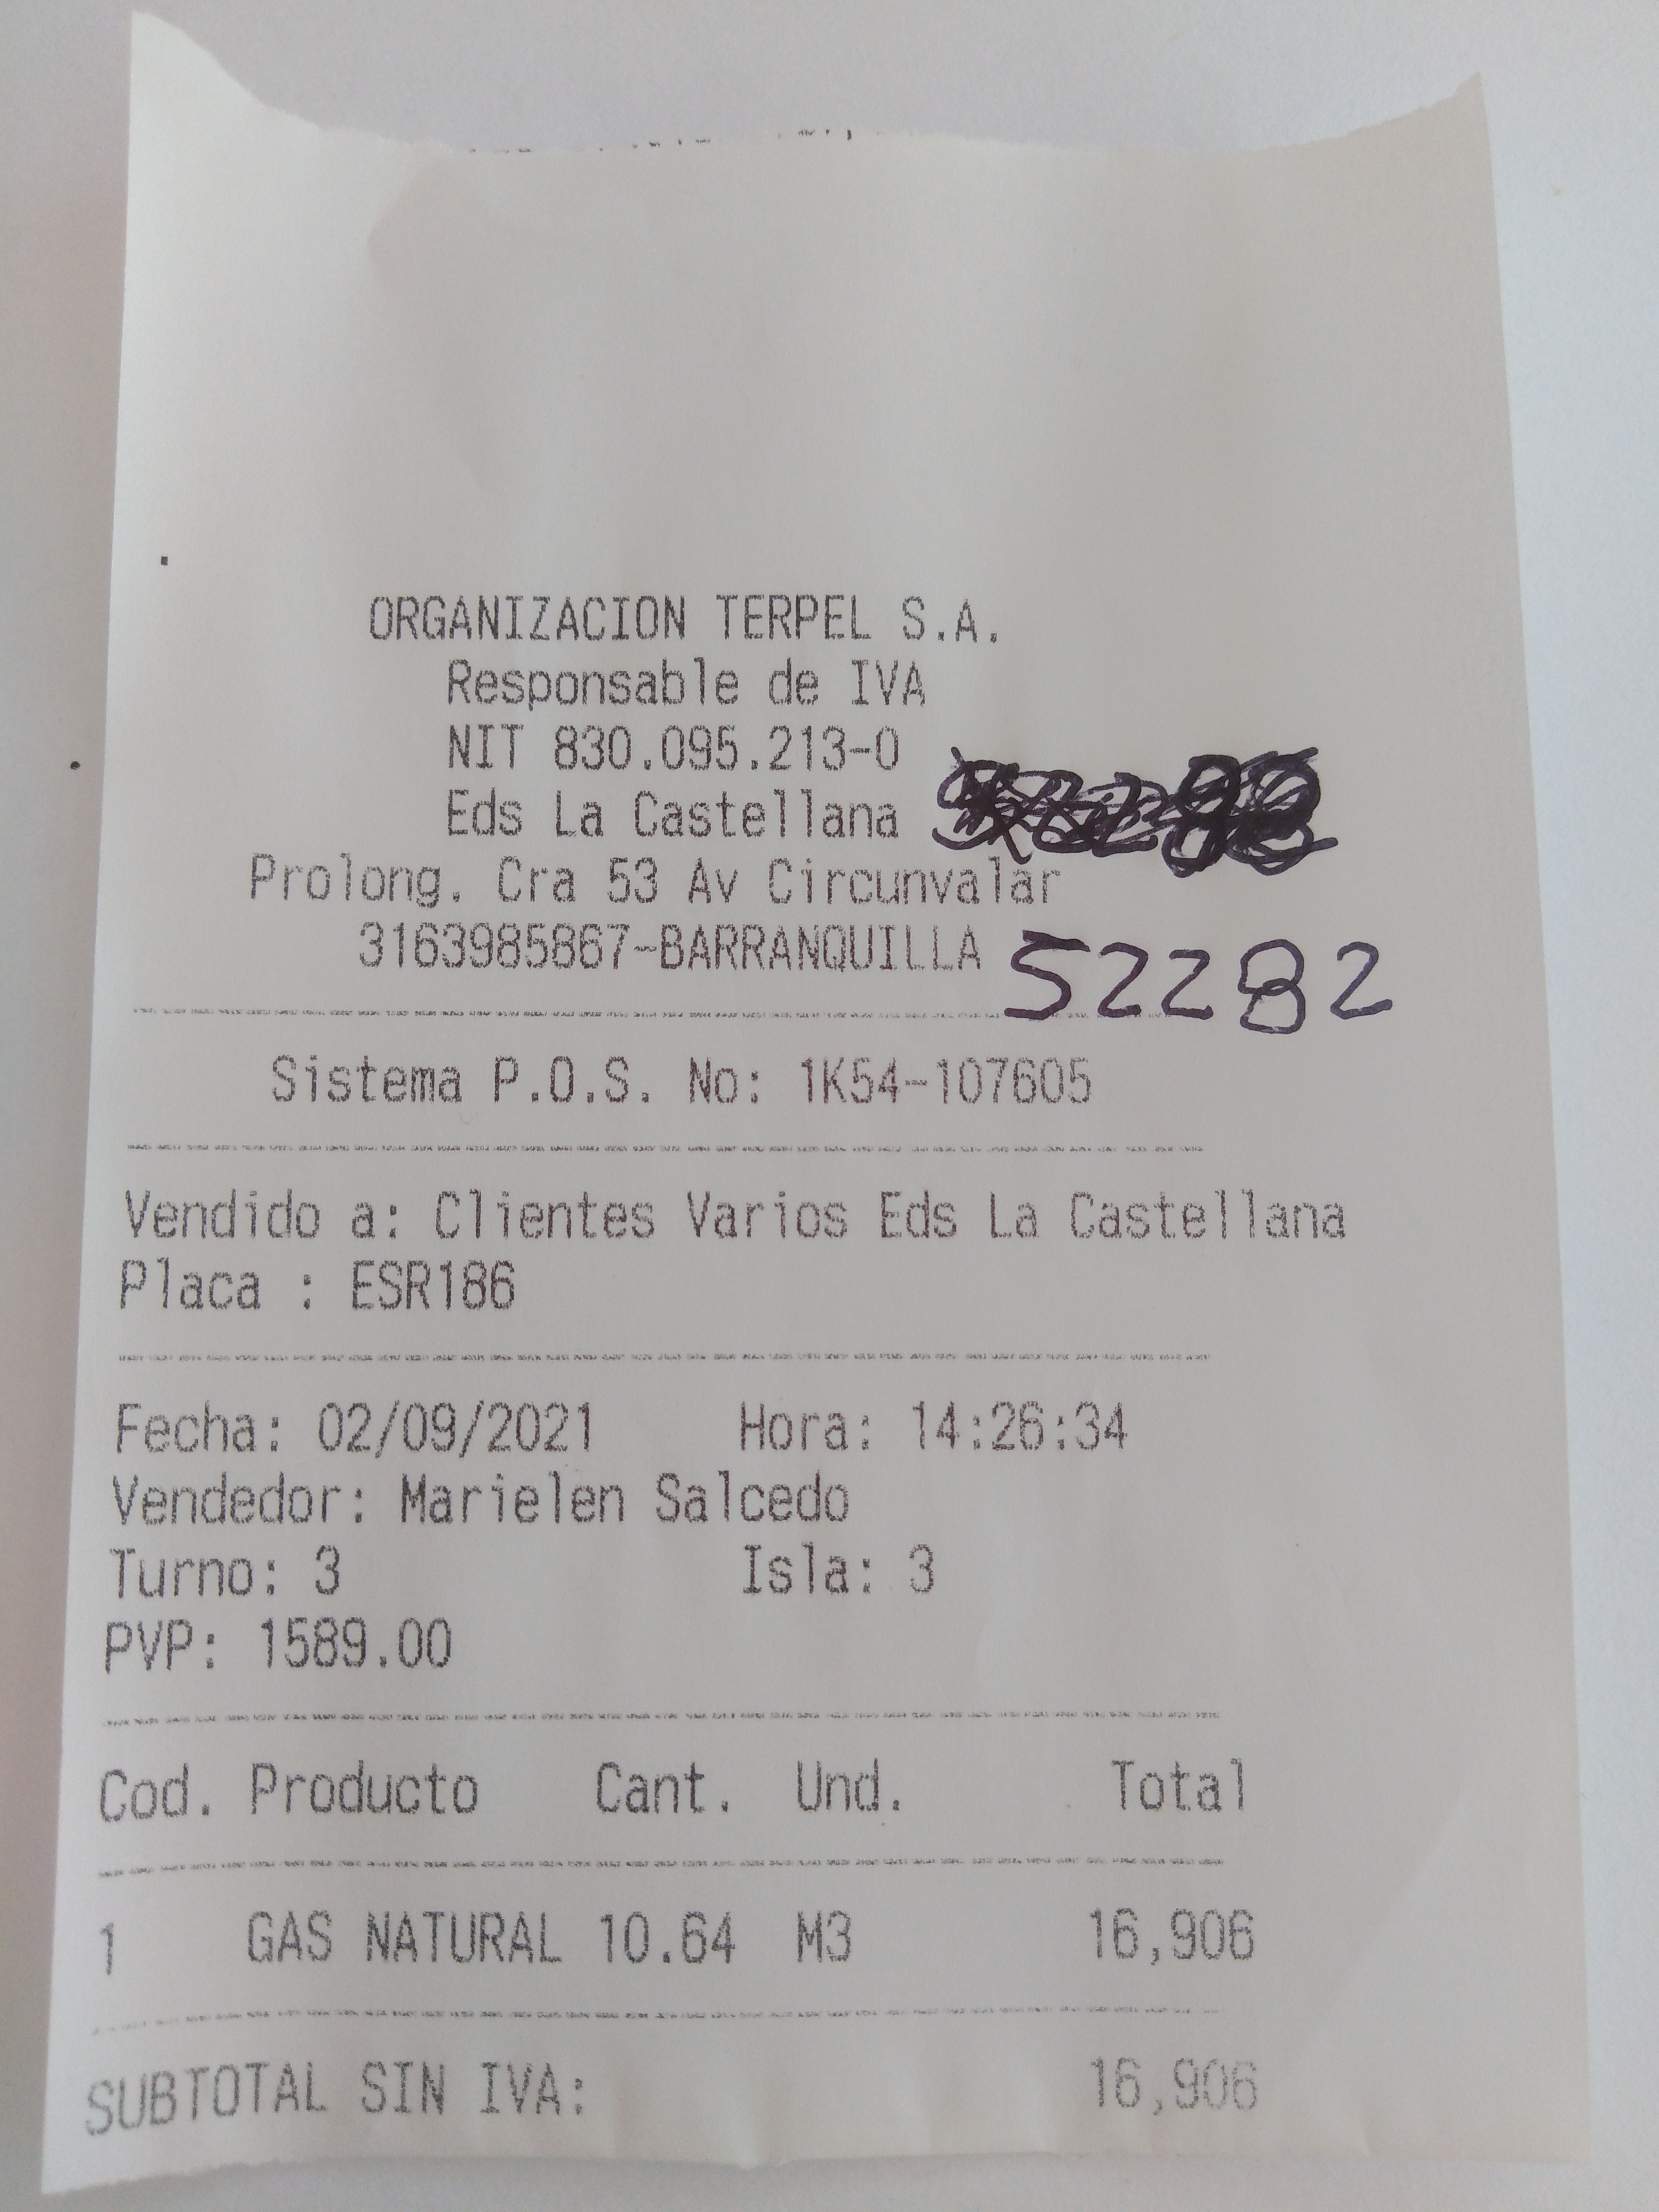 ORGANIZACION TERPEL S.A.
Responsable de IVA
NIT 830.095.213-0
Eds La Castellana
Prolong. Cra 53 Av Circunvalar
3163985867-BARRANQUILLA
52282
Sistema P.O.S. No: 1K54-107605
Vendido a: Clientes Varios Eds La Castellana
Placa : ESR186
Fecha: 02/09/2021 Hora: 14:26:34
Vendedor: Marielen Salcedo
Turno: 3 Isla: 3
PVP: 1589.00
Cod. Producto Cant. Und. Total
1 GAS NATURAL 10.64 M3 16,906
SUBTOTAL SIN IVA: 16,906